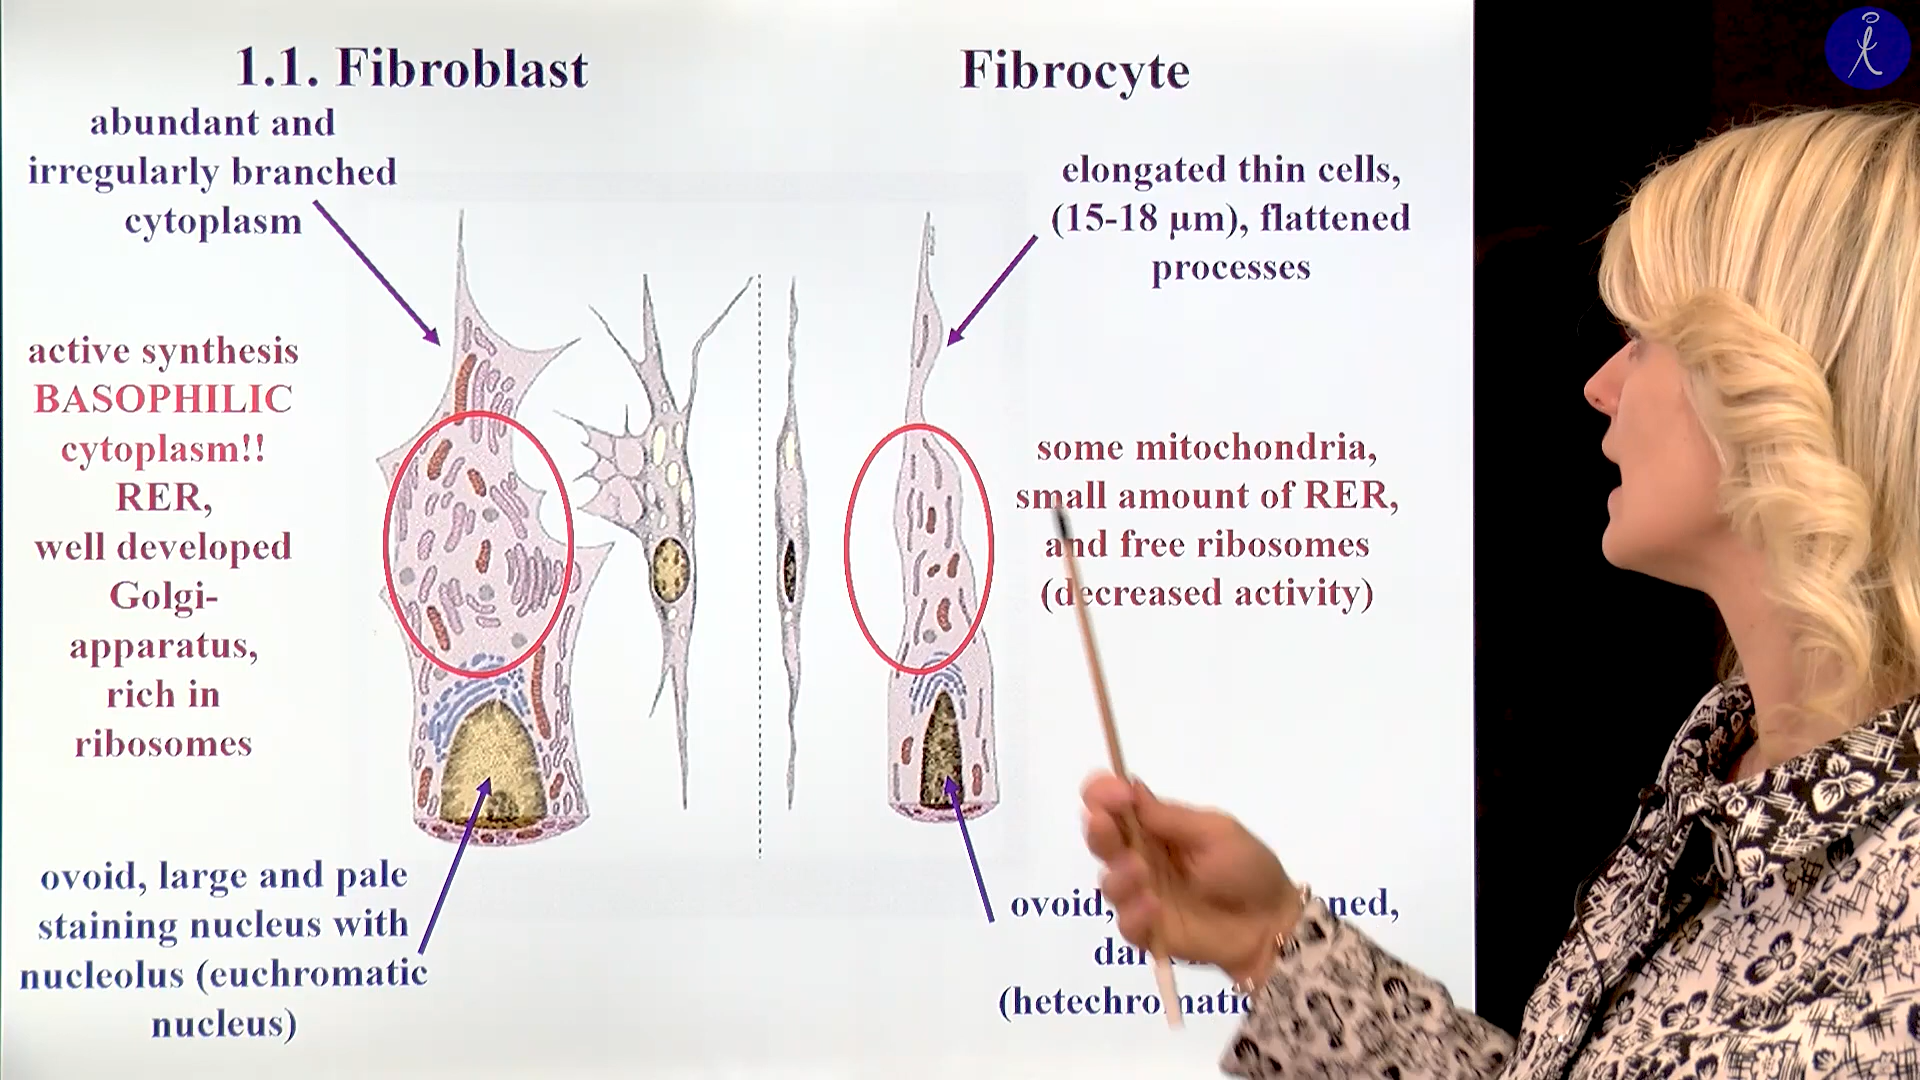 1.1. Fibroblast
abundant and
irregularly branched
cytoplasm
active synthesis
BASOPHILIC
cytoplasm!!
RER,
well developed
Golgi-
apparatus,
rich in
ribosomes
ovoid, large and pale
staining nucleus with
nucleolus (euchromatic
nucleus)
Fibrocyte
elongated thin cells,
(15-18 µm), flattened
processes
some mitochondria,
small amount of RER,
and free ribosomes
(decreased activity)
ovoid,